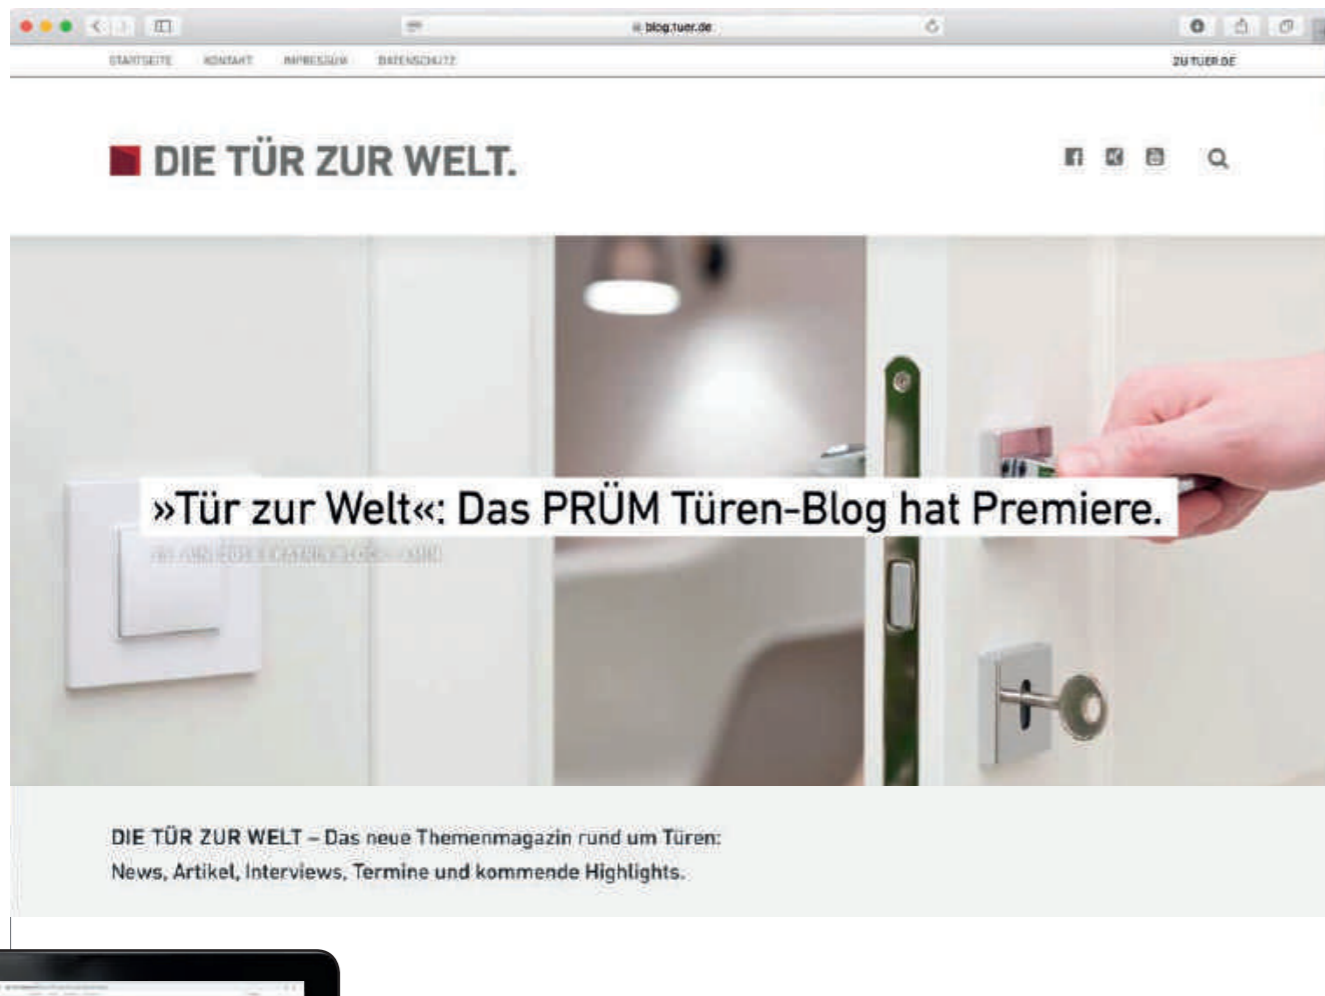 blog.tuer.de
STARTSEITE KONTAKT IMPRESSUM DATENSCHUTZ ZU TUER.DE
DIE TÜR ZUR WELT.
»Tür zur Welt«: Das PRÜM Türen-Blog hat Premiere.
DIE TÜR ZUR WELT – Das neue Themenmagazin rund um Türen:
News, Artikel, Interviews, Termine und kommende Highlights.